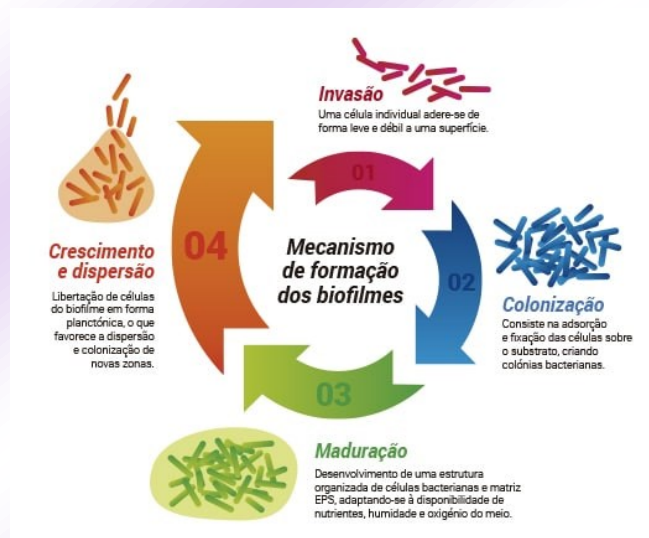 Mecanismo
de formação
dos biofilmes
01
Invasão
Uma célula individual adere-se de
forma leve e débil a uma superfície.
02
Colonização
Consiste na adsorção
e fixação das células sobre
o substrato, criando
colónias bacterianas.
03
Maduração
Desenvolvimento de uma estrutura
organizada de células bacterianas e matriz
EPS, adaptando-se à disponibilidade de
nutrientes, humidade e oxigénio do meio.
04
Crescimento
e dispersão
Libertação de células
do biofilme em forma
planctónica, o que
favorece a dispersão
e colonização de
novas zonas.